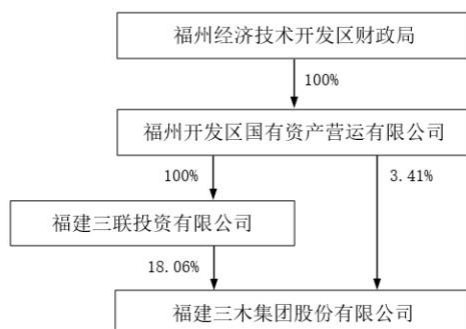 福州经济技术开发区财政局
100%
福州开发区国有资产营运有限公司
100%
3.41%
福建三联投资有限公司
18.06%
福建三木集团股份有限公司